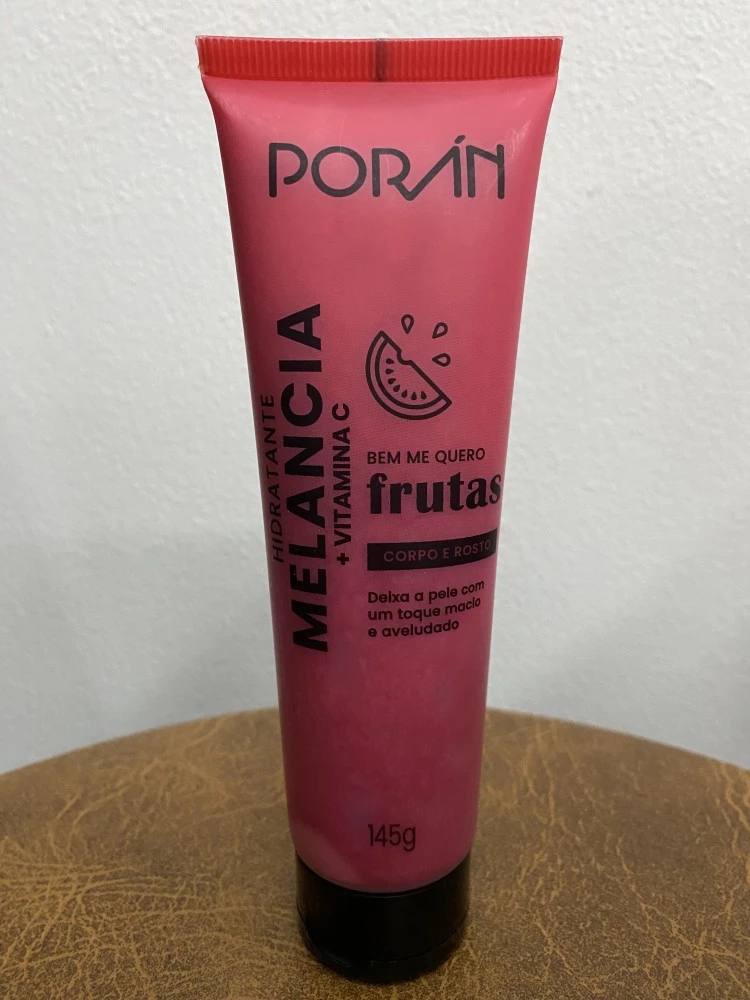 PORÁN
HIDRATANTE
MELANCIA
+ VITAMINA C
BEM ME QUERO
frutas
CORPO E ROSTO
Deixa a pele com
um toque macio
e aveludado
145g